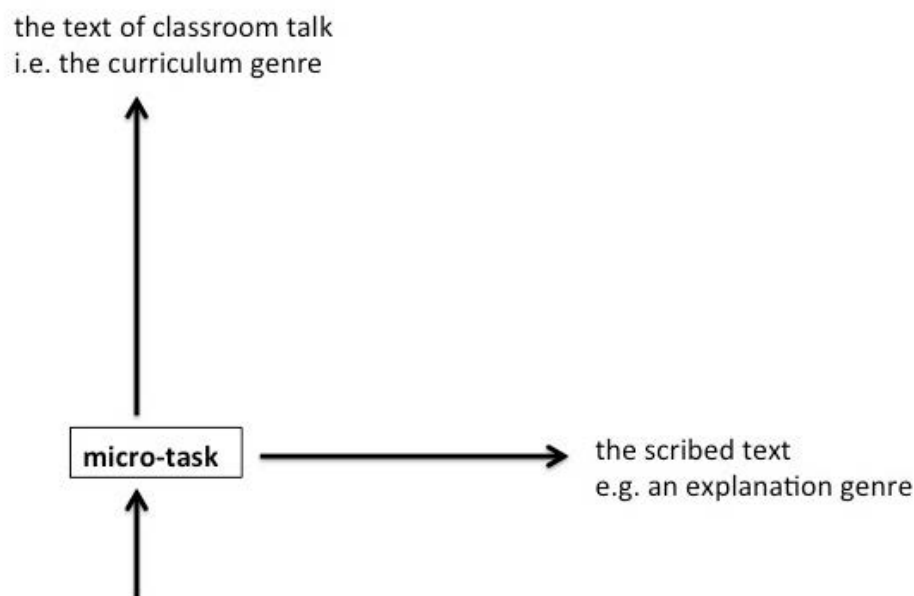 the text of classroom talk
i.e. the curriculum genre
micro-task
the scribed text
e.g. an explanation genre